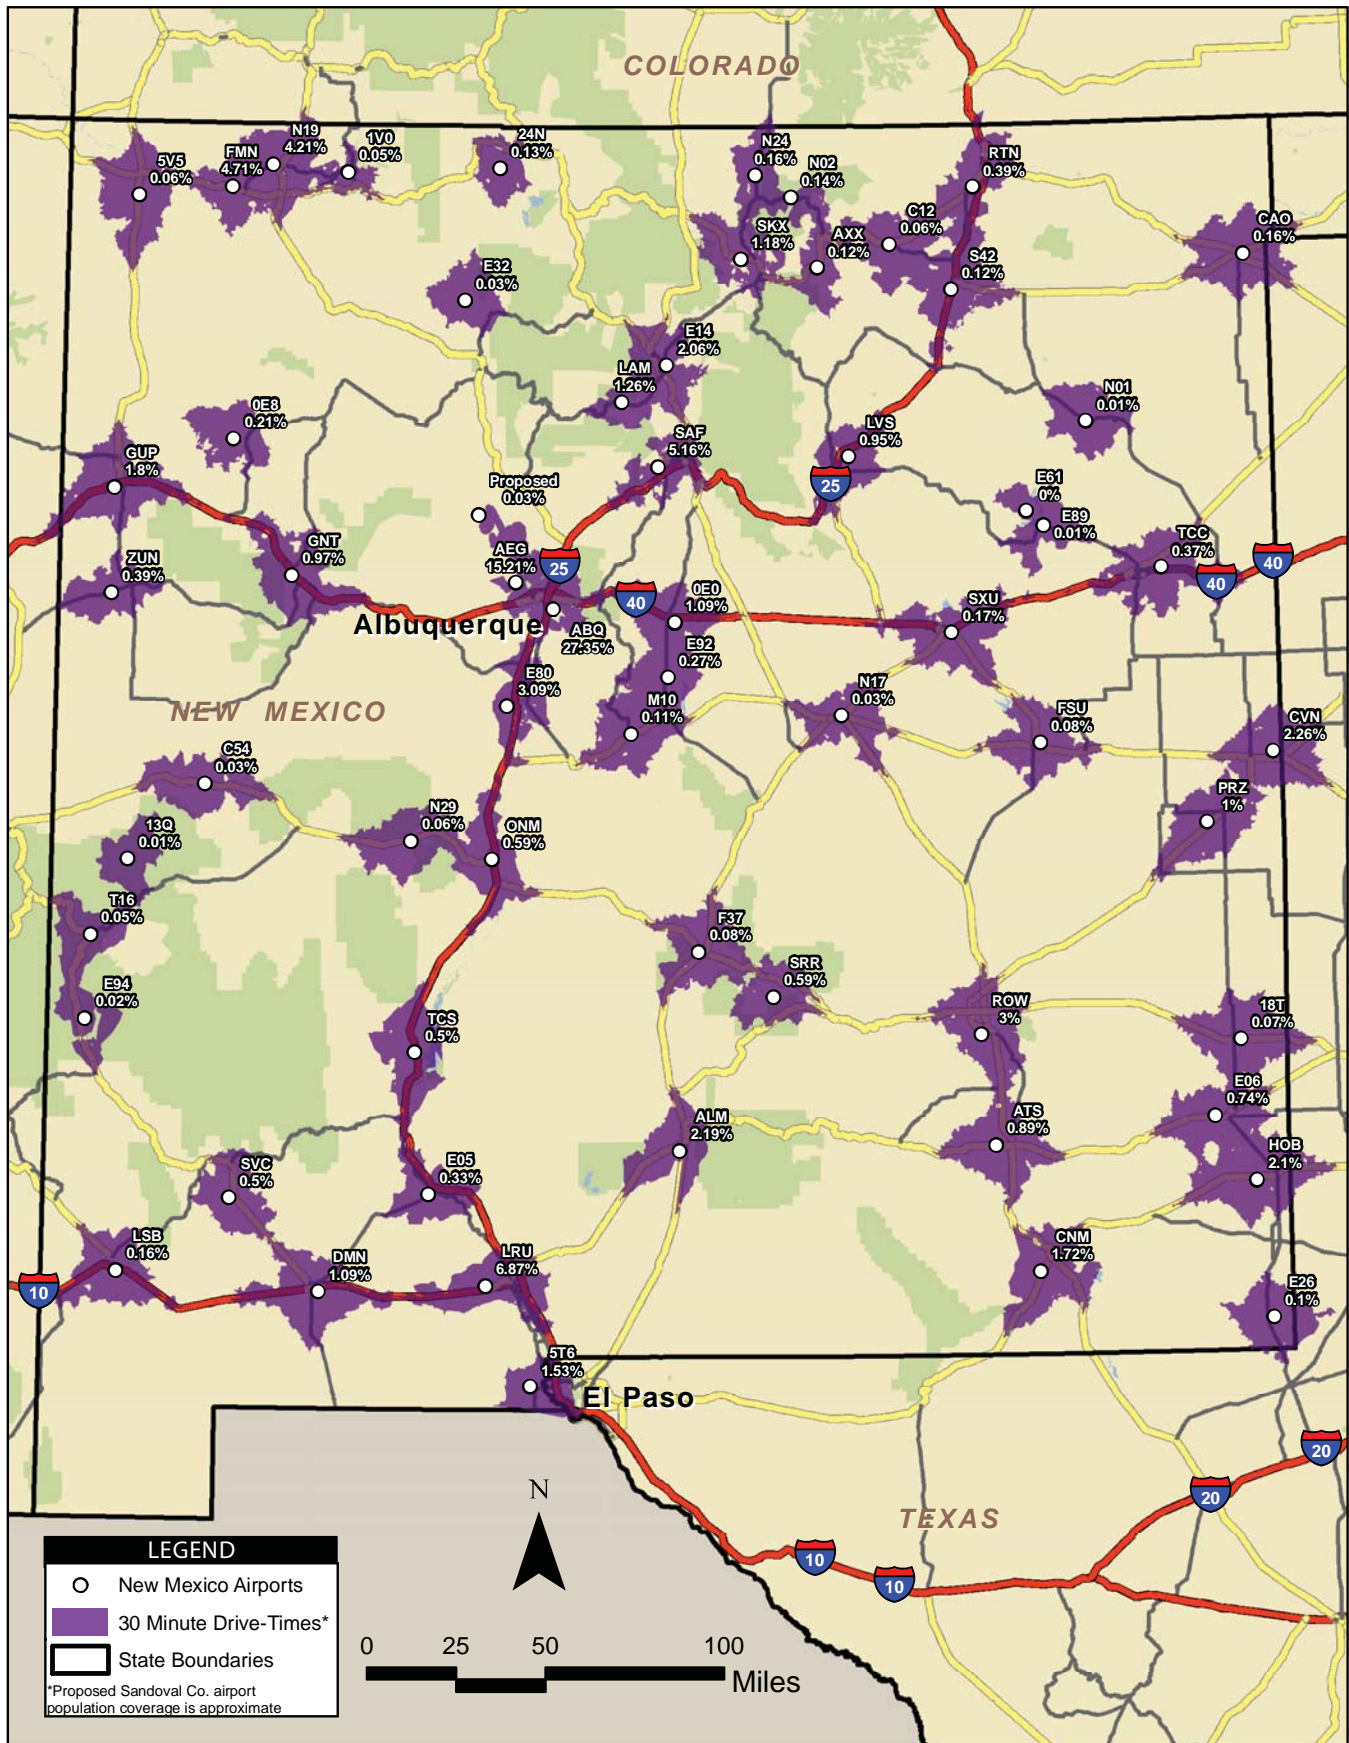 COLORADO
N19
4.21%
1V0
0.05%
24N
0.13%
N24
0.16%
N02
0.14%
RTN
0.39%
5V5
0.06%
FMN
4.71%
SKX
1.18%
AXX
0.12%
C12
0.06%
CAO
0.16%
S42
0.12%
E32
0.03%
E14
2.06%
LAM
1.26%
N01
0.01%
0E8
0.21%
LVS
0.95%
SAF
5.16%
GUP
1.8%
Proposed
0.03%
25
E61
0%
E89
0.01%
TCC
0.37%
40
40
GNT
0.97%
ZUN
0.39%
AEG
15.21%
25
40
0E0
1.09%
SXU
0.17%
Albuquerque
ABQ
27.35%
E92
0.27%
E80
3.09%
M10
0.11%
N17
0.03%
FSU
0.08%
CVN
2.26%
NEW MEXICO
C54
0.03%
PRZ
1%
13Q
0.01%
N29
0.06%
ONM
0.59%
T16
0.05%
F37
0.08%
SRR
0.59%
E94
0.02%
TCS
0.5%
ROW
3%
18T
0.07%
E06
0.74%
ALM
2.19%
ATS
0.89%
HOB
2.1%
SVC
0.5%
E05
0.33%
LSB
0.16%
DMN
1.09%
LRU
6.87%
CNM
1.72%
10
E26
0.1%
5T6
1.53%
El Paso
20
20
TEXAS
10
10
N
LEGEND
New Mexico Airports
30 Minute Drive-Times*
State Boundaries
*Proposed Sandoval Co. airport
population coverage is approximate
0 25 50 100
Miles